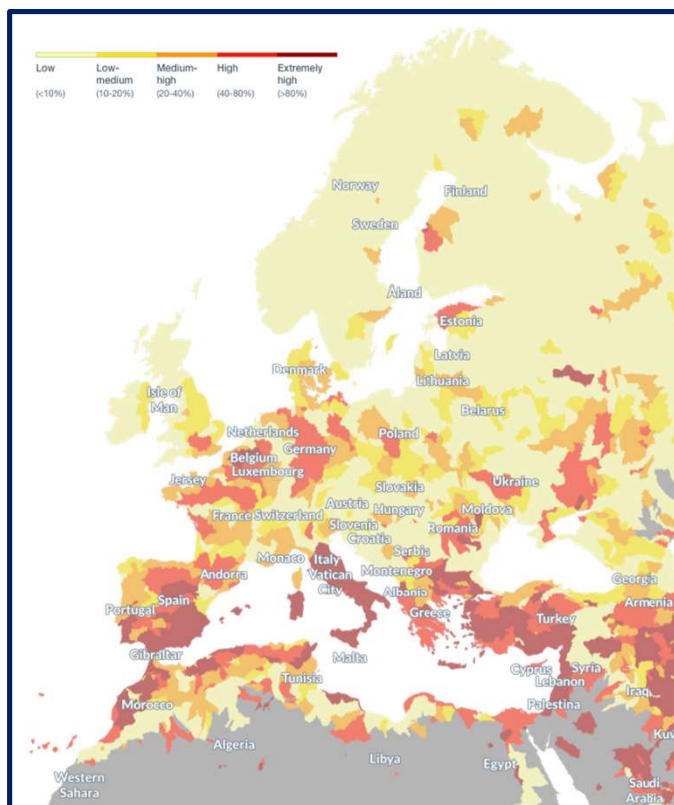 Low Low-medium Medium-high High Extremely high
(<10%) (10-20%) (20-40%) (40-80%) (>80%)
Norway
Finland
Sweden
Åland
Estonia
Latvia
Denmark
Lithuania
Isle of Man
Belarus
Netherlands
Poland
Germany
Belgium
Luxembourg
Jersey
Ukraine
Slovakia
Austria
Hungary
Moldova
France
Switzerland
Slovenia
Romania
Croatia
Serbia
Monaco
Italy
Vatican City
Montenegro
Andorra
Georgia
Albania
Spain
Armenia
Portugal
Greece
Turkey
Gibraltar
Malta
Cyprus
Syria
Tunisia
Lebanon
Iraq
Morocco
Palestina
Algeria
Libya
Egypt
Kuw
Western Sahara
Saudi Arabia